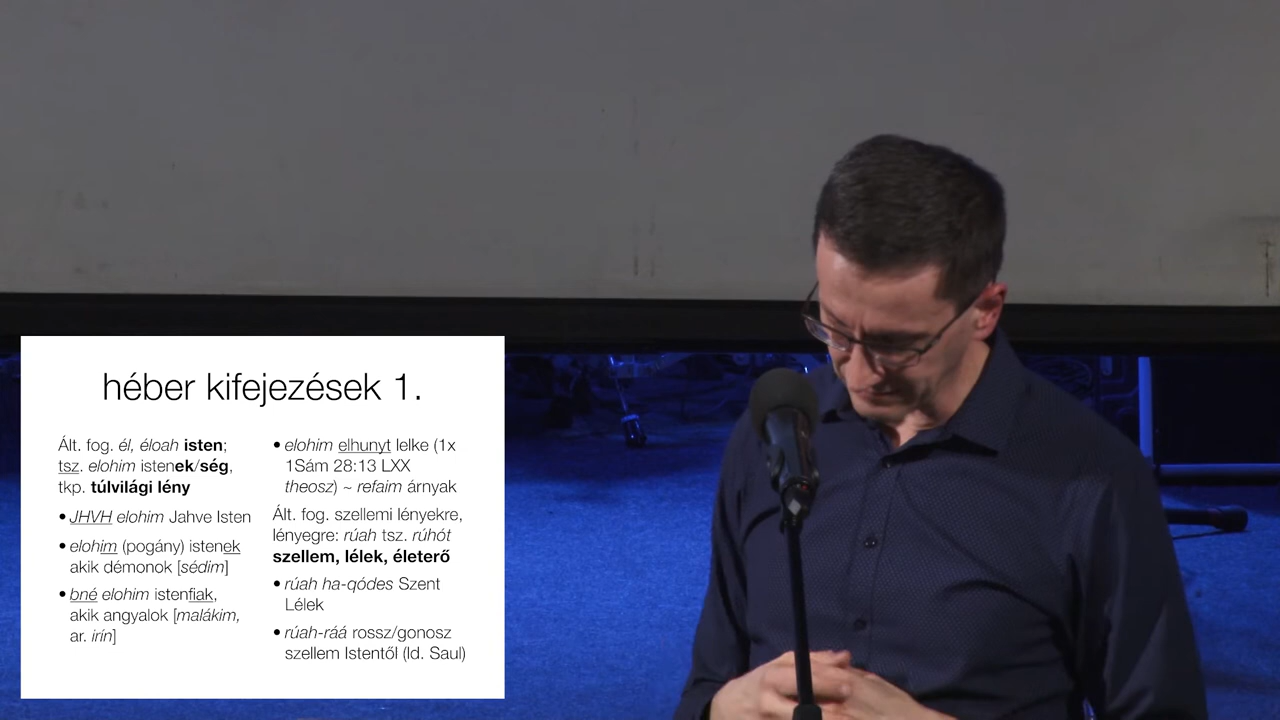 héber kifejezések 1.
Ált. fog. él, éloah isten;
tsz. elohim istenek/ség,
tkp. túlvilági lény
• JHVH elohim Jahve Isten
• elohim (pogány) istenek
akik démonok [sédim]
• bné elohim istenfiak,
akik angyalok [malákim,
ar. irín]
• elohim elhunyt lelke (1x
1Sám 28:13 LXX
theosz) ~ refaim árnyak
Ált. fog. szellemi lényekre,
lényegre: rúah tsz. rúhót
szellem, lélek, életerő
• rúah ha-qódes Szent
Lélek
• rúah-ráá rossz/gonosz
szellem Istentől (ld. Saul)